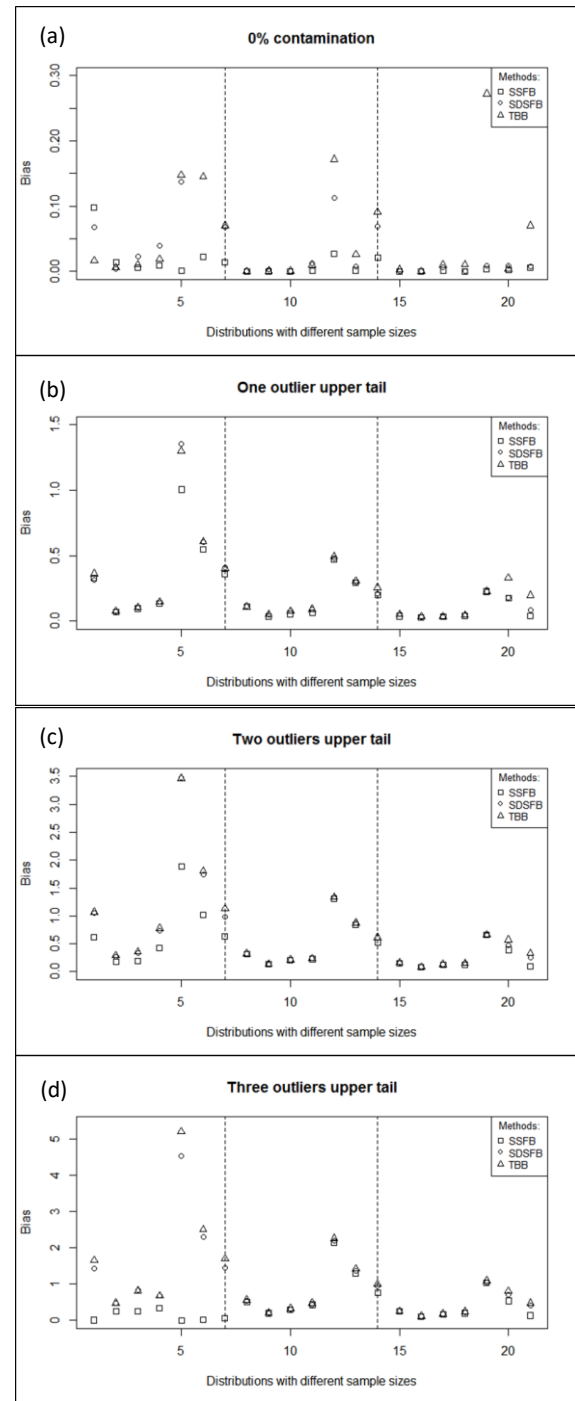 (a)
0% contamination
Methods:
SSFB
SDSFB
TBB
Bias
0.30
0.20
0.10
0.00
5
10
15
20
Distributions with different sample sizes
(b)
One outlier upper tail
Methods:
SSFB
SDSFB
TBB
Bias
1.5
1.0
0.5
0.0
5
10
15
20
Distributions with different sample sizes
(c)
Two outliers upper tail
Methods:
SSFB
SDSFB
TBB
Bias
3.5
3.0
2.5
2.0
1.5
1.0
0.5
0.0
5
10
15
20
Distributions with different sample sizes
(d)
Three outliers upper tail
Methods:
SSFB
SDSFB
TBB
Bias
5
4
3
2
1
0
5
10
15
20
Distributions with different sample sizes